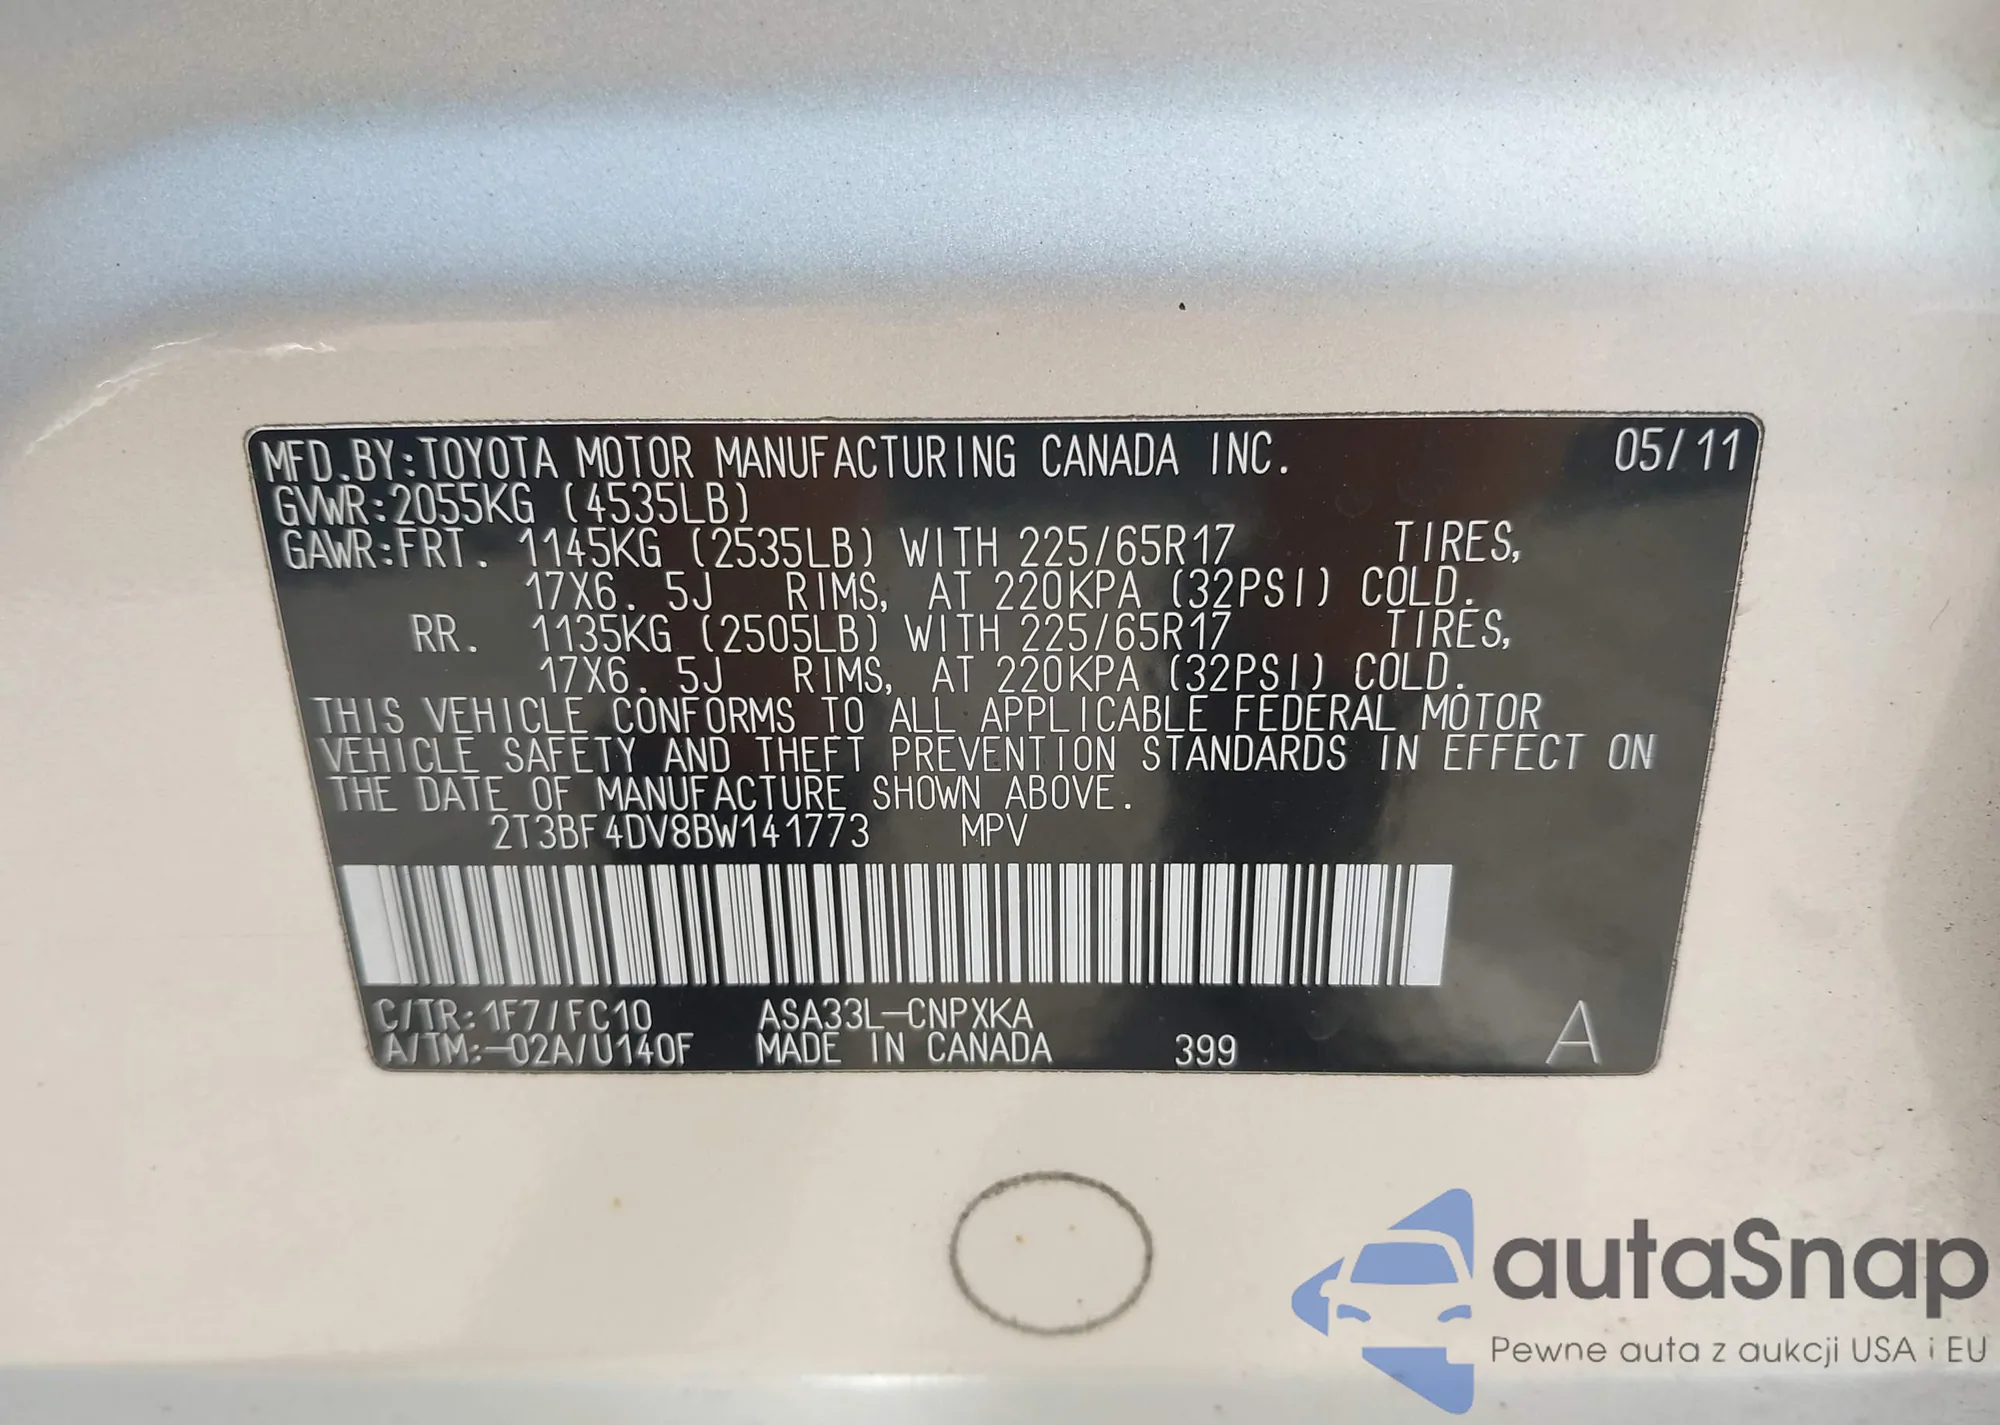 MFD.BY:TOYOTA MOTOR MANUFACTURING CANADA INC. 05/11
GVWR:2055KG (4535LB)
GAWR:FRT. 1145KG (2535LB) WITH 225/65R17 TIRES,
17X6.5J RIMS, AT 220KPA (32PSI) COLD.
RR. 1135KG (2505LB) WITH 225/65R17 TIRES,
17X6.5J RIMS, AT 220KPA (32PSI) COLD.
THIS VEHICLE CONFORMS TO ALL APPLICABLE FEDERAL MOTOR
VEHICLE SAFETY AND THEFT PREVENTION STANDARDS IN EFFECT ON
THE DATE OF MANUFACTURE SHOWN ABOVE.
2T3BF4DV8BW141773 MPV
C/TR:1F7/FC10 ASA33L-CNPXKA
A/TM:-02A/U140F MADE IN CANADA 399 A
autaSnap
Pewne auta z aukcji USA i EU